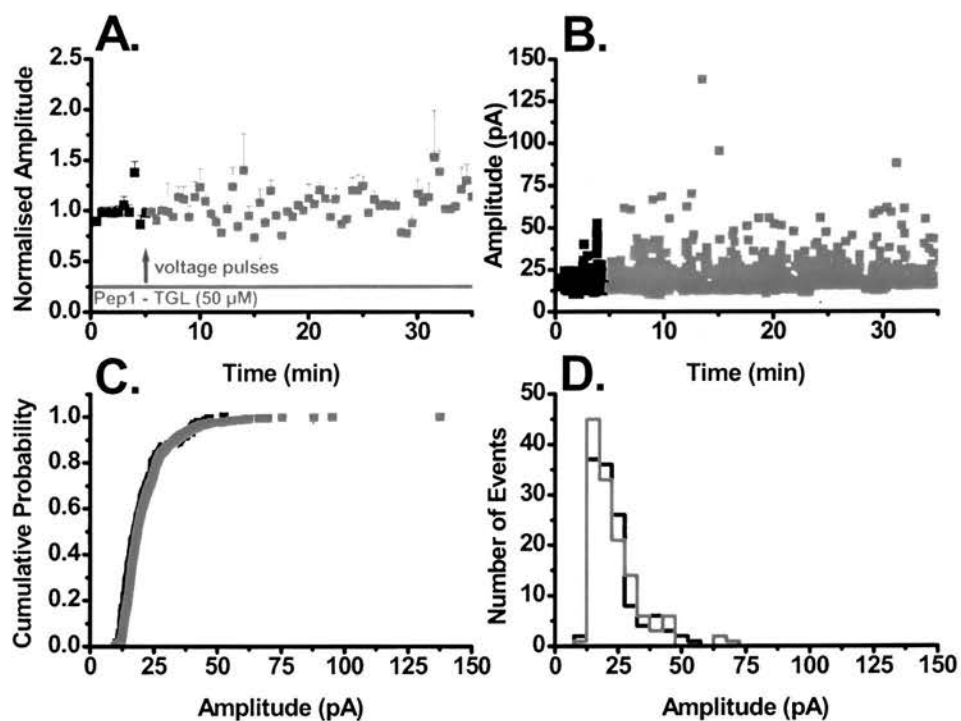 A.
2.5
2.0
1.5
1.0
0.5
0.0
Normalised Amplitude
voltage pulses
Pep1 - TGL (50 µM)
0 10 20 30
Time (min)
B.
150
125
100
75
50
25
0
Amplitude (pA)
0 10 20 30
Time (min)
C.
1.0
0.8
0.6
0.4
0.2
0.0
Cumulative Probability
0 25 50 75 100 125 150
Amplitude (pA)
D.
50
40
30
20
10
0
Number of Events
0 25 50 75 100 125 150
Amplitude (pA)